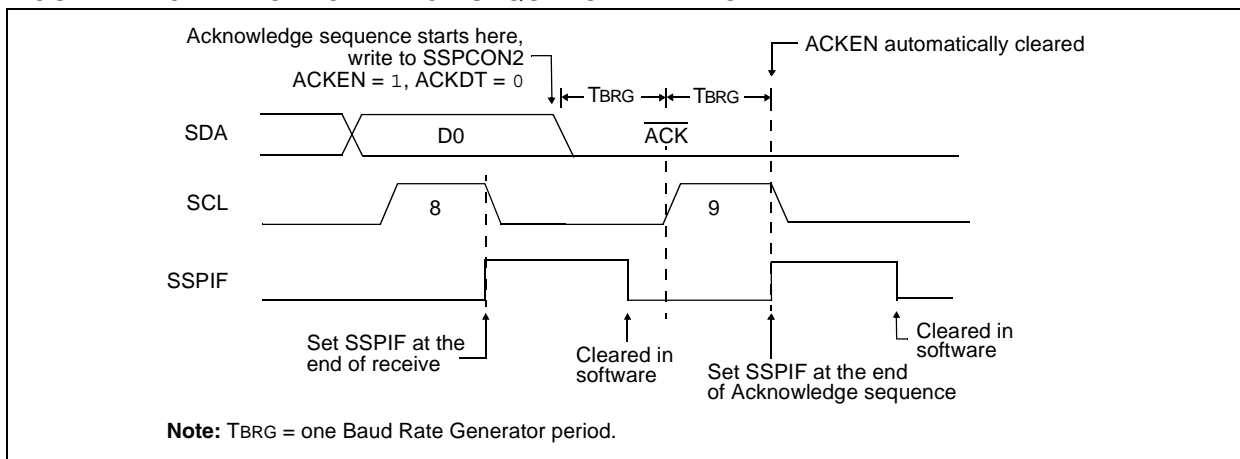 Acknowledge sequence starts here,
write to SSPCON2
ACKEN = 1, ACKDT = 0
ACKEN automatically cleared
TBRG
TBRG
SDA
D0
ACK
SCL
8
9
SSPIF
Set SSPIF at the
end of receive
Cleared in
software
Set SSPIF at the end
of Acknowledge sequence
Cleared in
software
Note: TBRG = one Baud Rate Generator period.